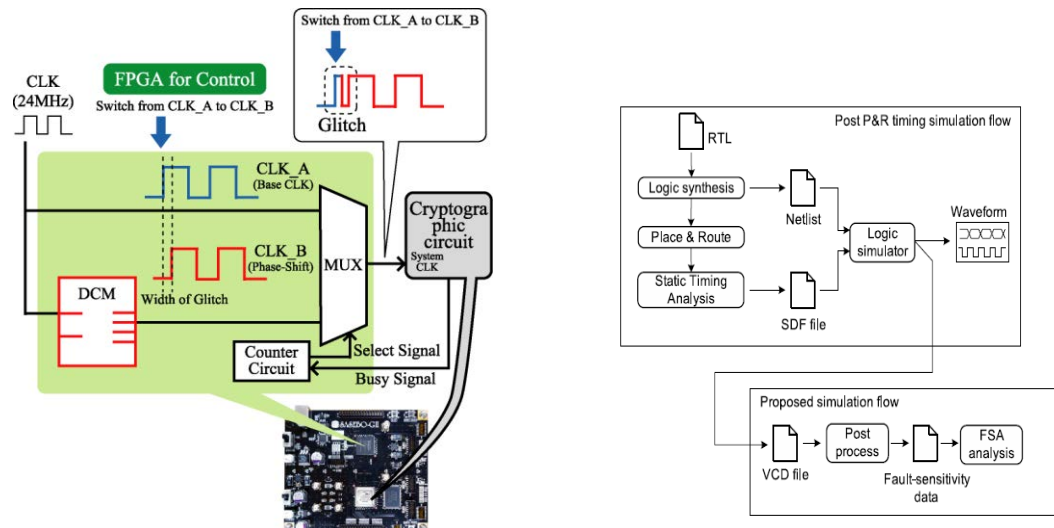 Switch from CLK_A to CLK_B
Glitch
CLK
(24MHz)
FPGA for Control
Switch from CLK_A to CLK_B
CLK_A
(Base CLK)
CLK_B
(Phase-Shift)
Width of Glitch
DCM
MUX
Cryptogra
phic
circuit
System
CLK
Counter
Circuit
Select Signal
Busy Signal
SASEBO-GII
Post P&R timing simulation flow
RTL
Logic synthesis
Netlist
Place & Route
Static Timing
Analysis
SDF file
Logic
simulator
Waveform
Proposed simulation flow
VCD file
Post
process
Fault-sensitivity
data
FSA
analysis